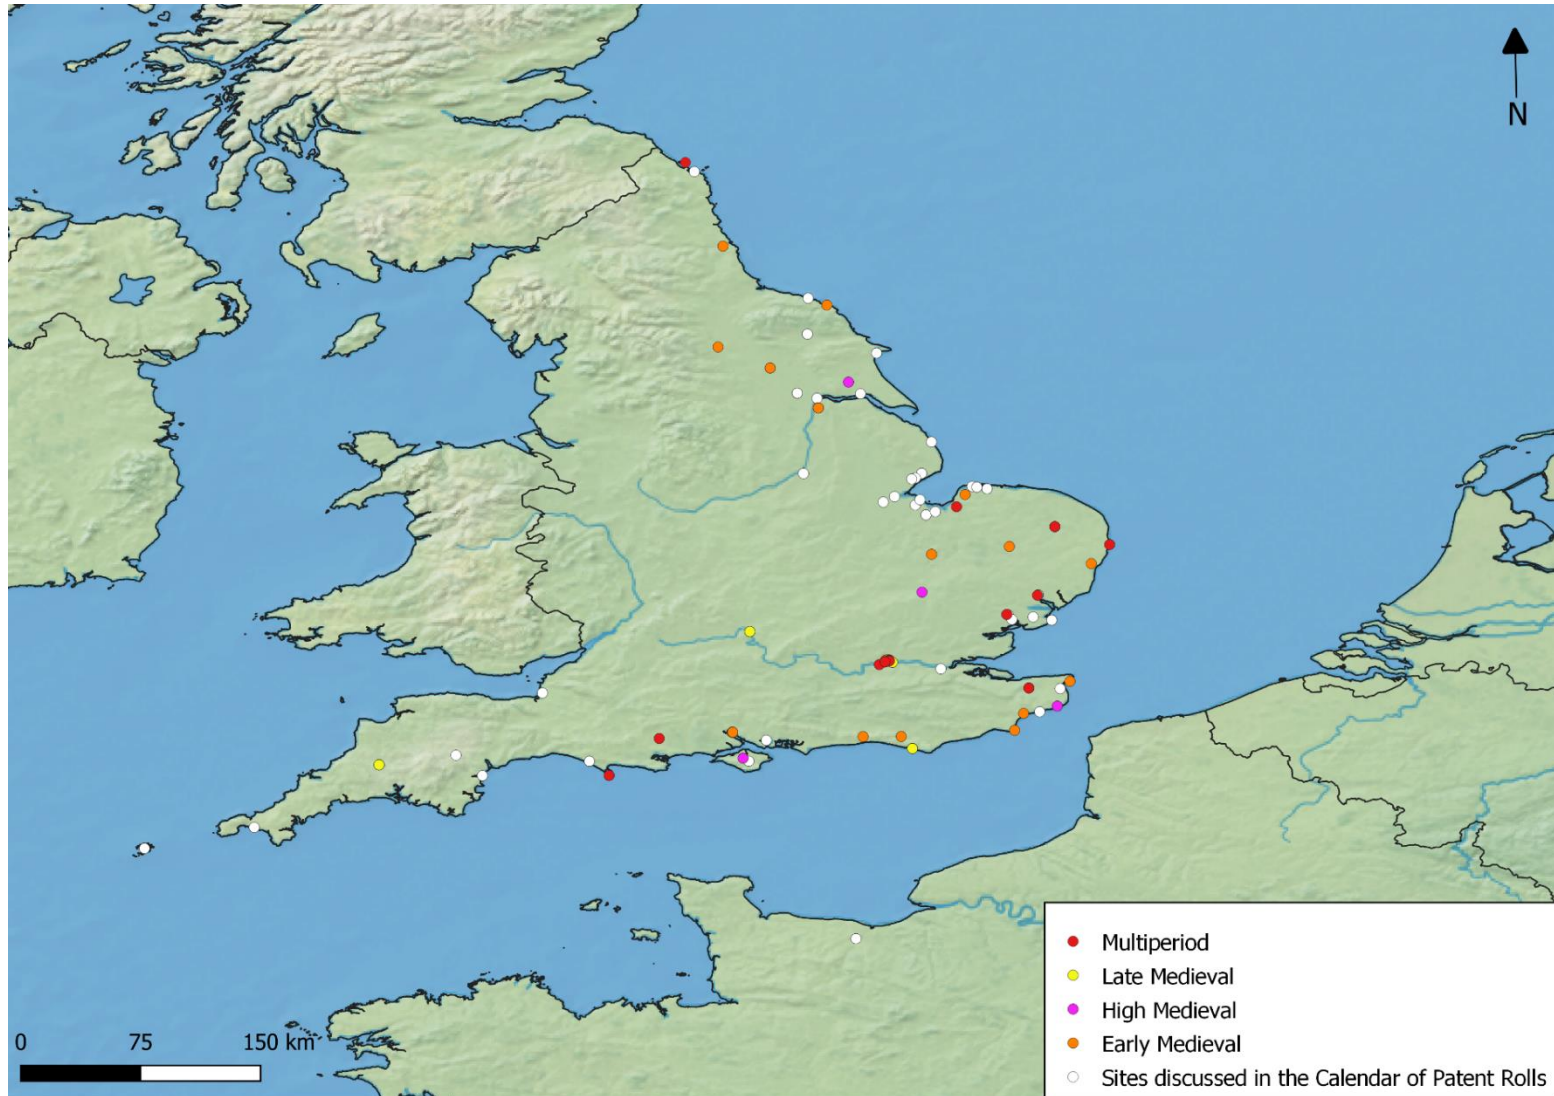 N
Multiperiod
Late Medieval
High Medieval
Early Medieval
Sites discussed in the Calendar of Patent Rolls
0 75 150 km